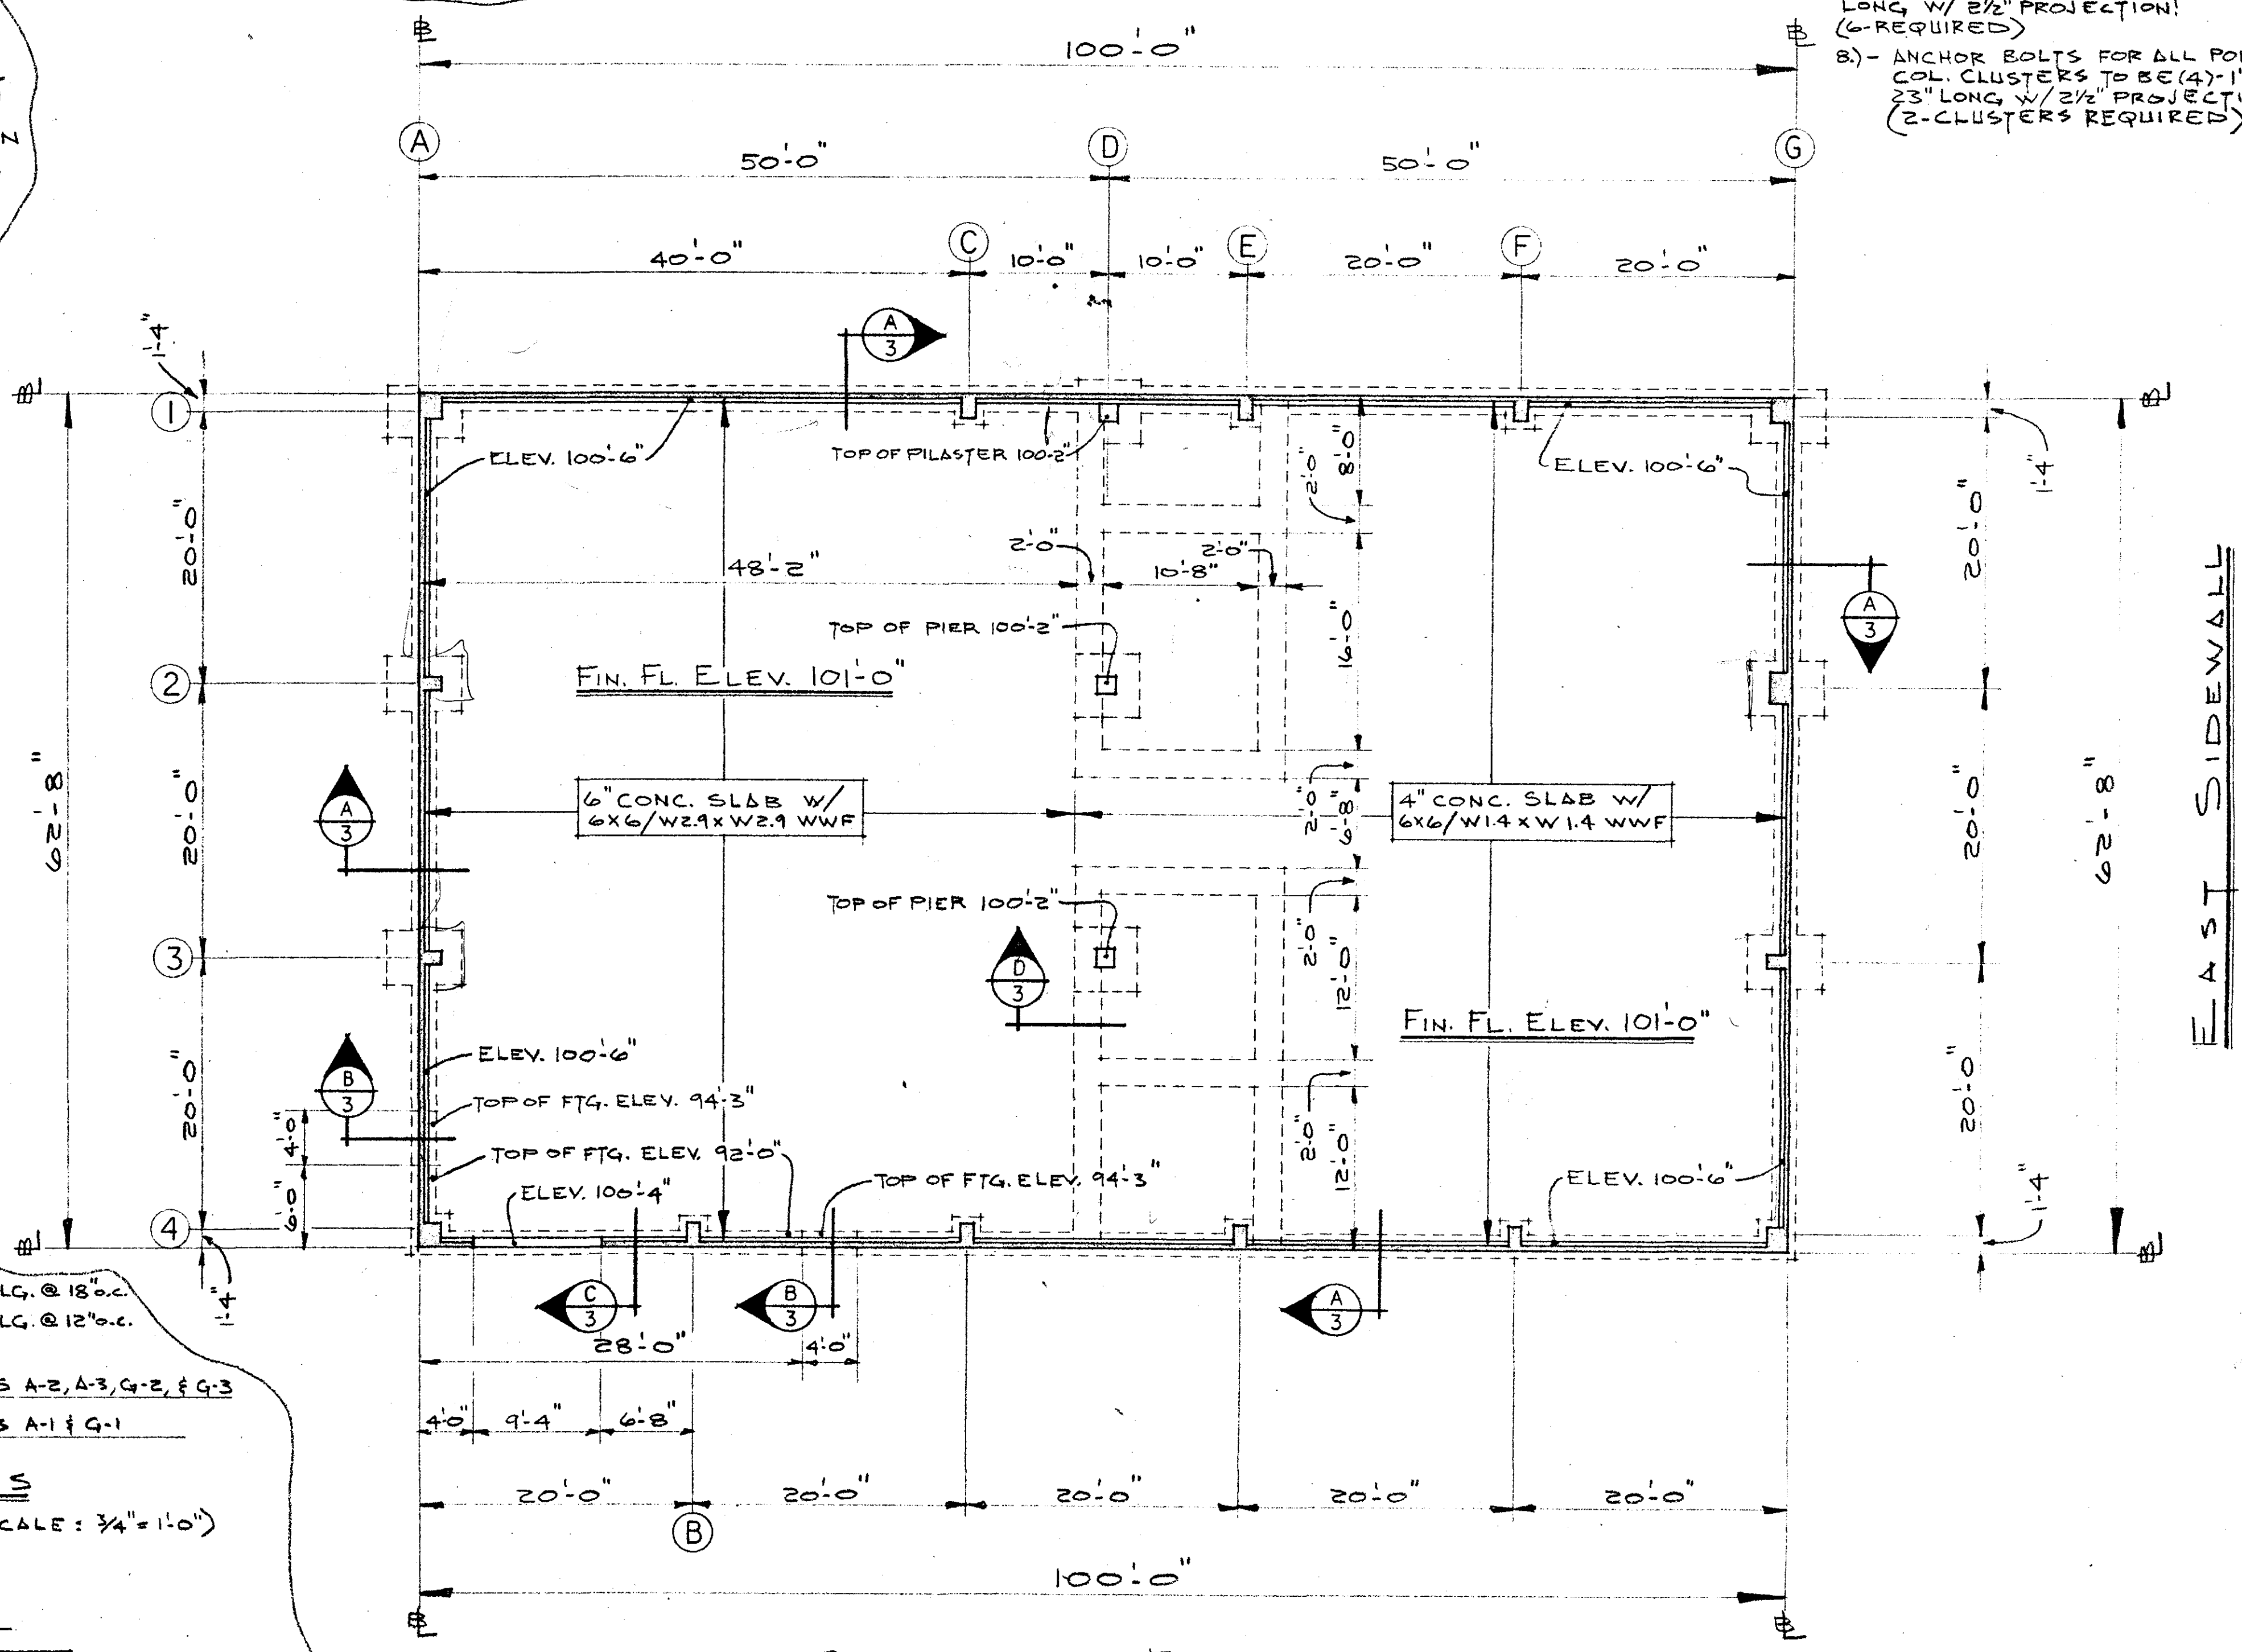 LONG W/ 2½" PROJECTION!
(6-REQUIRED)
8.)- ANCHOR BOLTS FOR ALL
COL. CLUSTERS TO BE (4)-1"
23" LONG W/ 2½"
(2-CLUSTERS REQUIRED)
Z
100'-0"
A
D
G
50'-0"
50'-0"
C
E
F
40'-0"
10'-0"
10'-0"
20'-0"
20'-0"
A
3
1'-4"
1
ELEV. 100'-6"
TOP OF PILASTER 100'-2"
2'-0"
8'-0"
ELEV. 100'-6"
1'-4"
20'-0"
20'-0"
48'-2"
2'-0"
10'-8"
2'-0"
A
3
TOP OF PIER 100'-2"
16'-0"
2
FIN. FL. ELEV. 101'-0"
62'-8"
20'-0"
A
3
6" CONC. SLAB W/
6X6/W2.9XW2.9 WWF
2'-0"
6'-8"
4" CONC. SLAB W/
6X6/W1.4XW1.4 WWF
20'-0"
62'-8"
EAST SIDEWALL
TOP OF PIER 100'-2"
3
D
3
2'-0"
12'-0"
FIN. FL. ELEV. 101'-0"
20'-0"
B
3
ELEV. 100'-6"
TOP OF FTG. ELEV. 94'-3"
4'-0"
2'-0"
12'-0"
20'-0"
TOP OF FTG. ELEV. 92'-0"
6'-0"
ELEV. 100'-4"
TOP OF FTG. ELEV. 94'-3"
ELEV. 100'-6"
1'-4"
4
1'-4"
LG. @ 18" O.C.
LG. @ 12" O.C.
C
3
B
3
A
3
28'-0"
4'-0"
S A-2, A-3, G-2, & G-3
S A-1 & G-1
4'-0"
9'-4"
6'-8"
S
CALE : 3/4" = 1'-0")
20'-0"
20'-0"
20'-0"
20'-0"
20'-0"
B
100'-0"